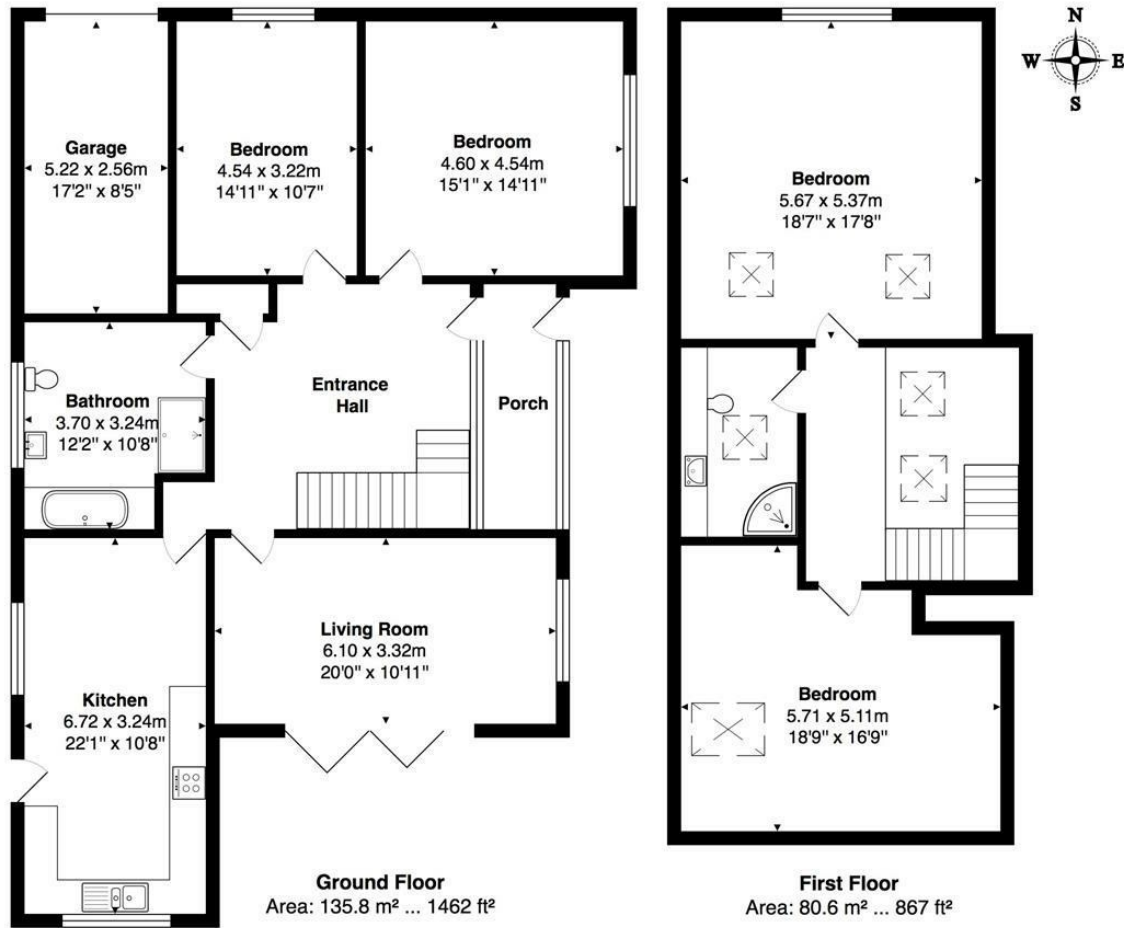 N
W E
S
Garage
5.22 x 2.56m
17'2" x 8'5"
Bedroom
4.54 x 3.22m
14'11" x 10'7"
Bedroom
4.60 x 4.54m
15'1" x 14'11"
Bathroom
3.70 x 3.24m
12'2" x 10'8"
Entrance
Hall
Porch
Living Room
6.10 x 3.32m
20'0" x 10'11"
Kitchen
6.72 x 3.24m
22'1" x 10'8"
Ground Floor
Area: 135.8 m² ... 1462 ft²
Bedroom
5.67 x 5.37m
18'7" x 17'8"
Bedroom
5.71 x 5.11m
18'9" x 16'9"
First Floor
Area: 80.6 m² ... 867 ft²